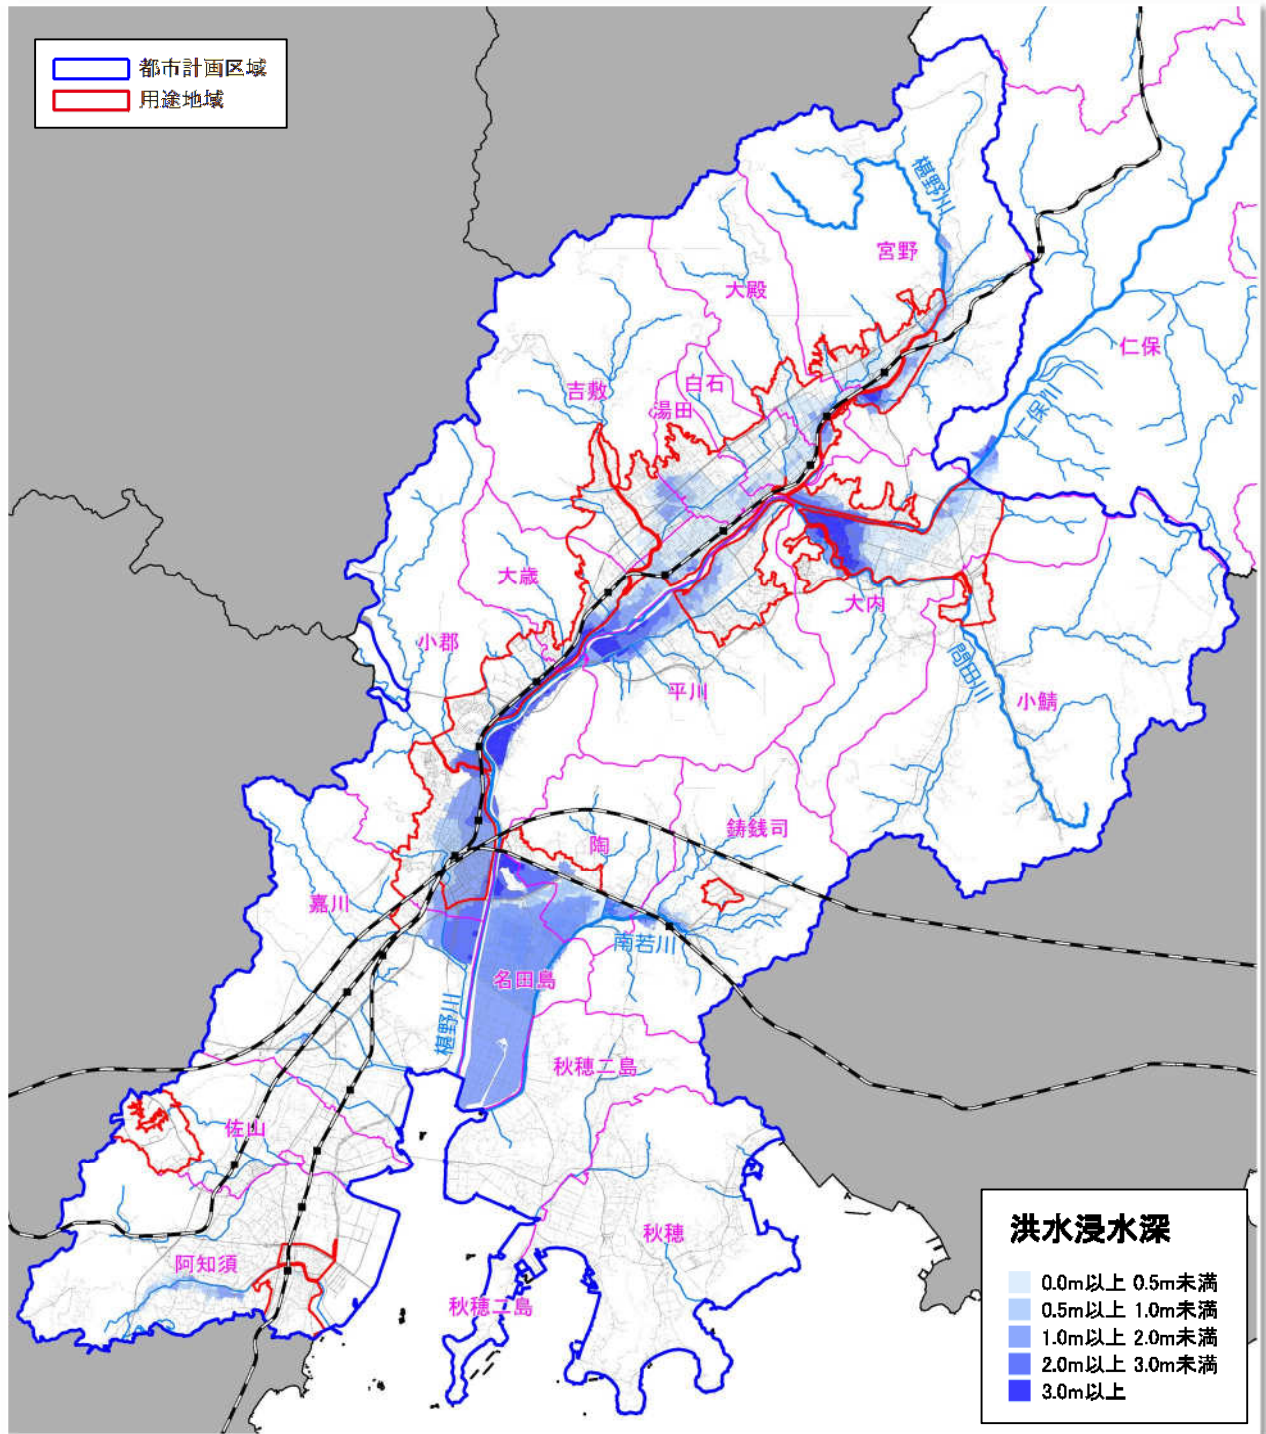 都市計画区域
用途地域
椹野川
宮野
大殿
仁保
白石
吉敷
湯田
仁保川
大歳
大内
小郡
問田川
平川
小鯖
鋳銭司
陶
嘉川
南若川
名田島
椹野川
秋穂二島
佐山
秋穂
阿知須
秋穂二島
洪水浸水深
0.0m以上 0.5m未満
0.5m以上 1.0m未満
1.0m以上 2.0m未満
2.0m以上 3.0m未満
3.0m以上